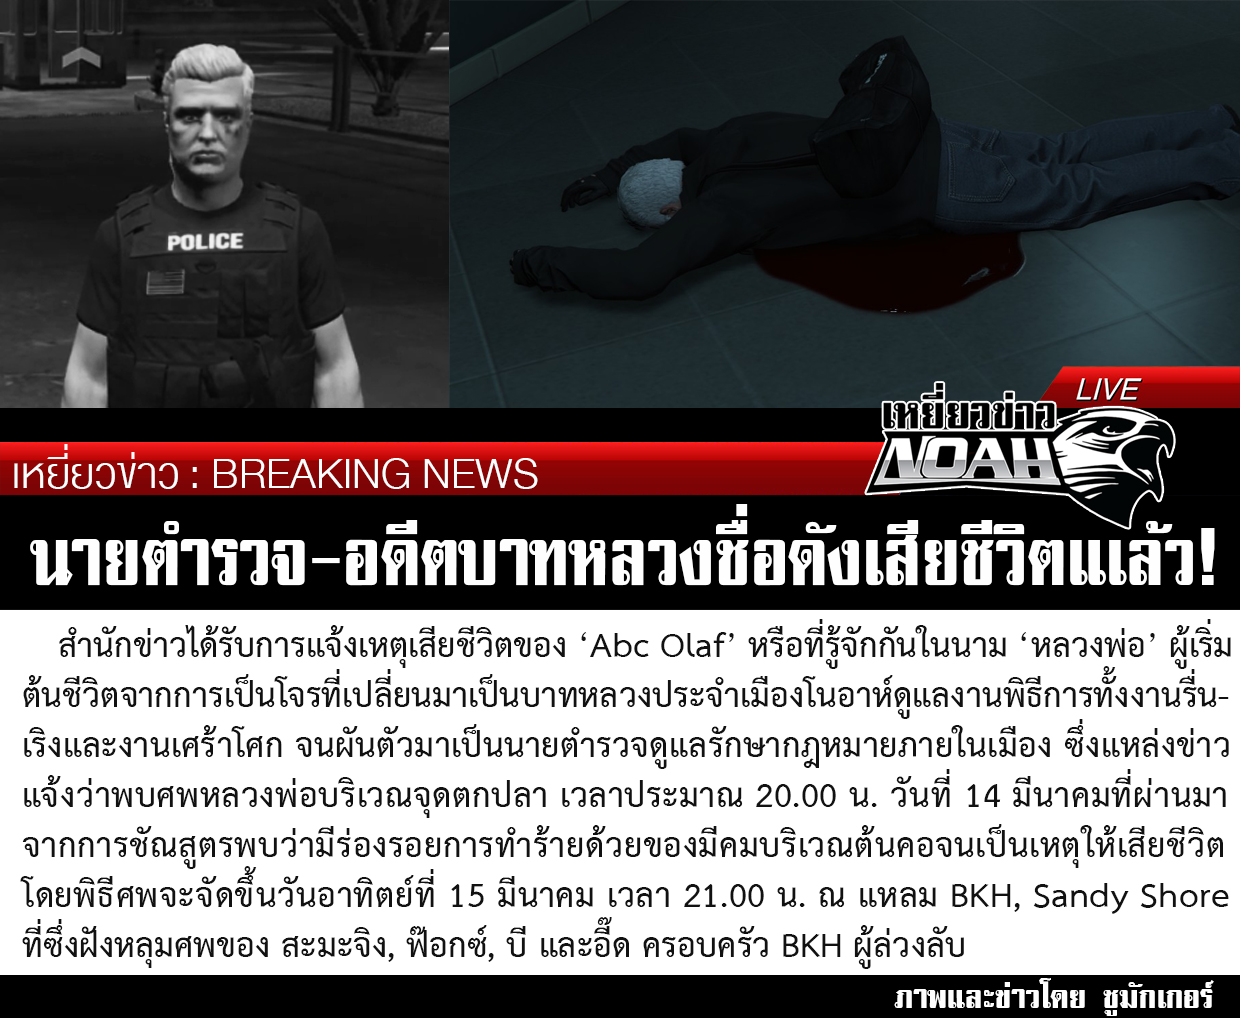 POLICE
LIVE
เหยี่ยวข่าว
NOAH
เหยี่ยวข่าว : BREAKING NEWS
นายตำรวจ-อดีตบาทหลวงชื่อดังเสียชีวิตแล้ว!
สำนักข่าวได้รับการแจ้งเหตุเสียชีวิตของ ‘Abc Olaf’ หรือที่รู้จักกันในนาม ‘หลวงพ่อ’ ผู้เริ่ม
ต้นชีวิตจากการเป็นโจรที่เปลี่ยนมาเป็นบาทหลวงประจำเมืองโนอาห์ดูแลงานพิธีการทั้งงานรื่น-
เริงและงานเศร้าโศก จนผันตัวมาเป็นนายตำรวจดูแลรักษากฎหมายภายในเมือง ซึ่งแหล่งข่าว
แจ้งว่าพบศพหลวงพ่อบริเวณจุดตกปลา เวลาประมาณ 20.00 น. วันที่ 14 มีนาคมที่ผ่านมา
จากการชัณสูตรพบว่ามีร่องรอยการทำร้ายด้วยของมีคมบริเวณต้นคอจนเป็นเหตุให้เสียชีวิต
โดยพิธีศพจะจัดขึ้นวันอาทิตย์ที่ 15 มีนาคม เวลา 21.00 น. ณ แหลม BKH, Sandy Shore
ที่ซึ่งฝังหลุมศพของ สะมะจิง, ฟ๊อกซ์, บี และอี๊ด ครอบครัว BKH ผู้ล่วงลับ
ภาพและข่าวโดย ชูมักเกอร์